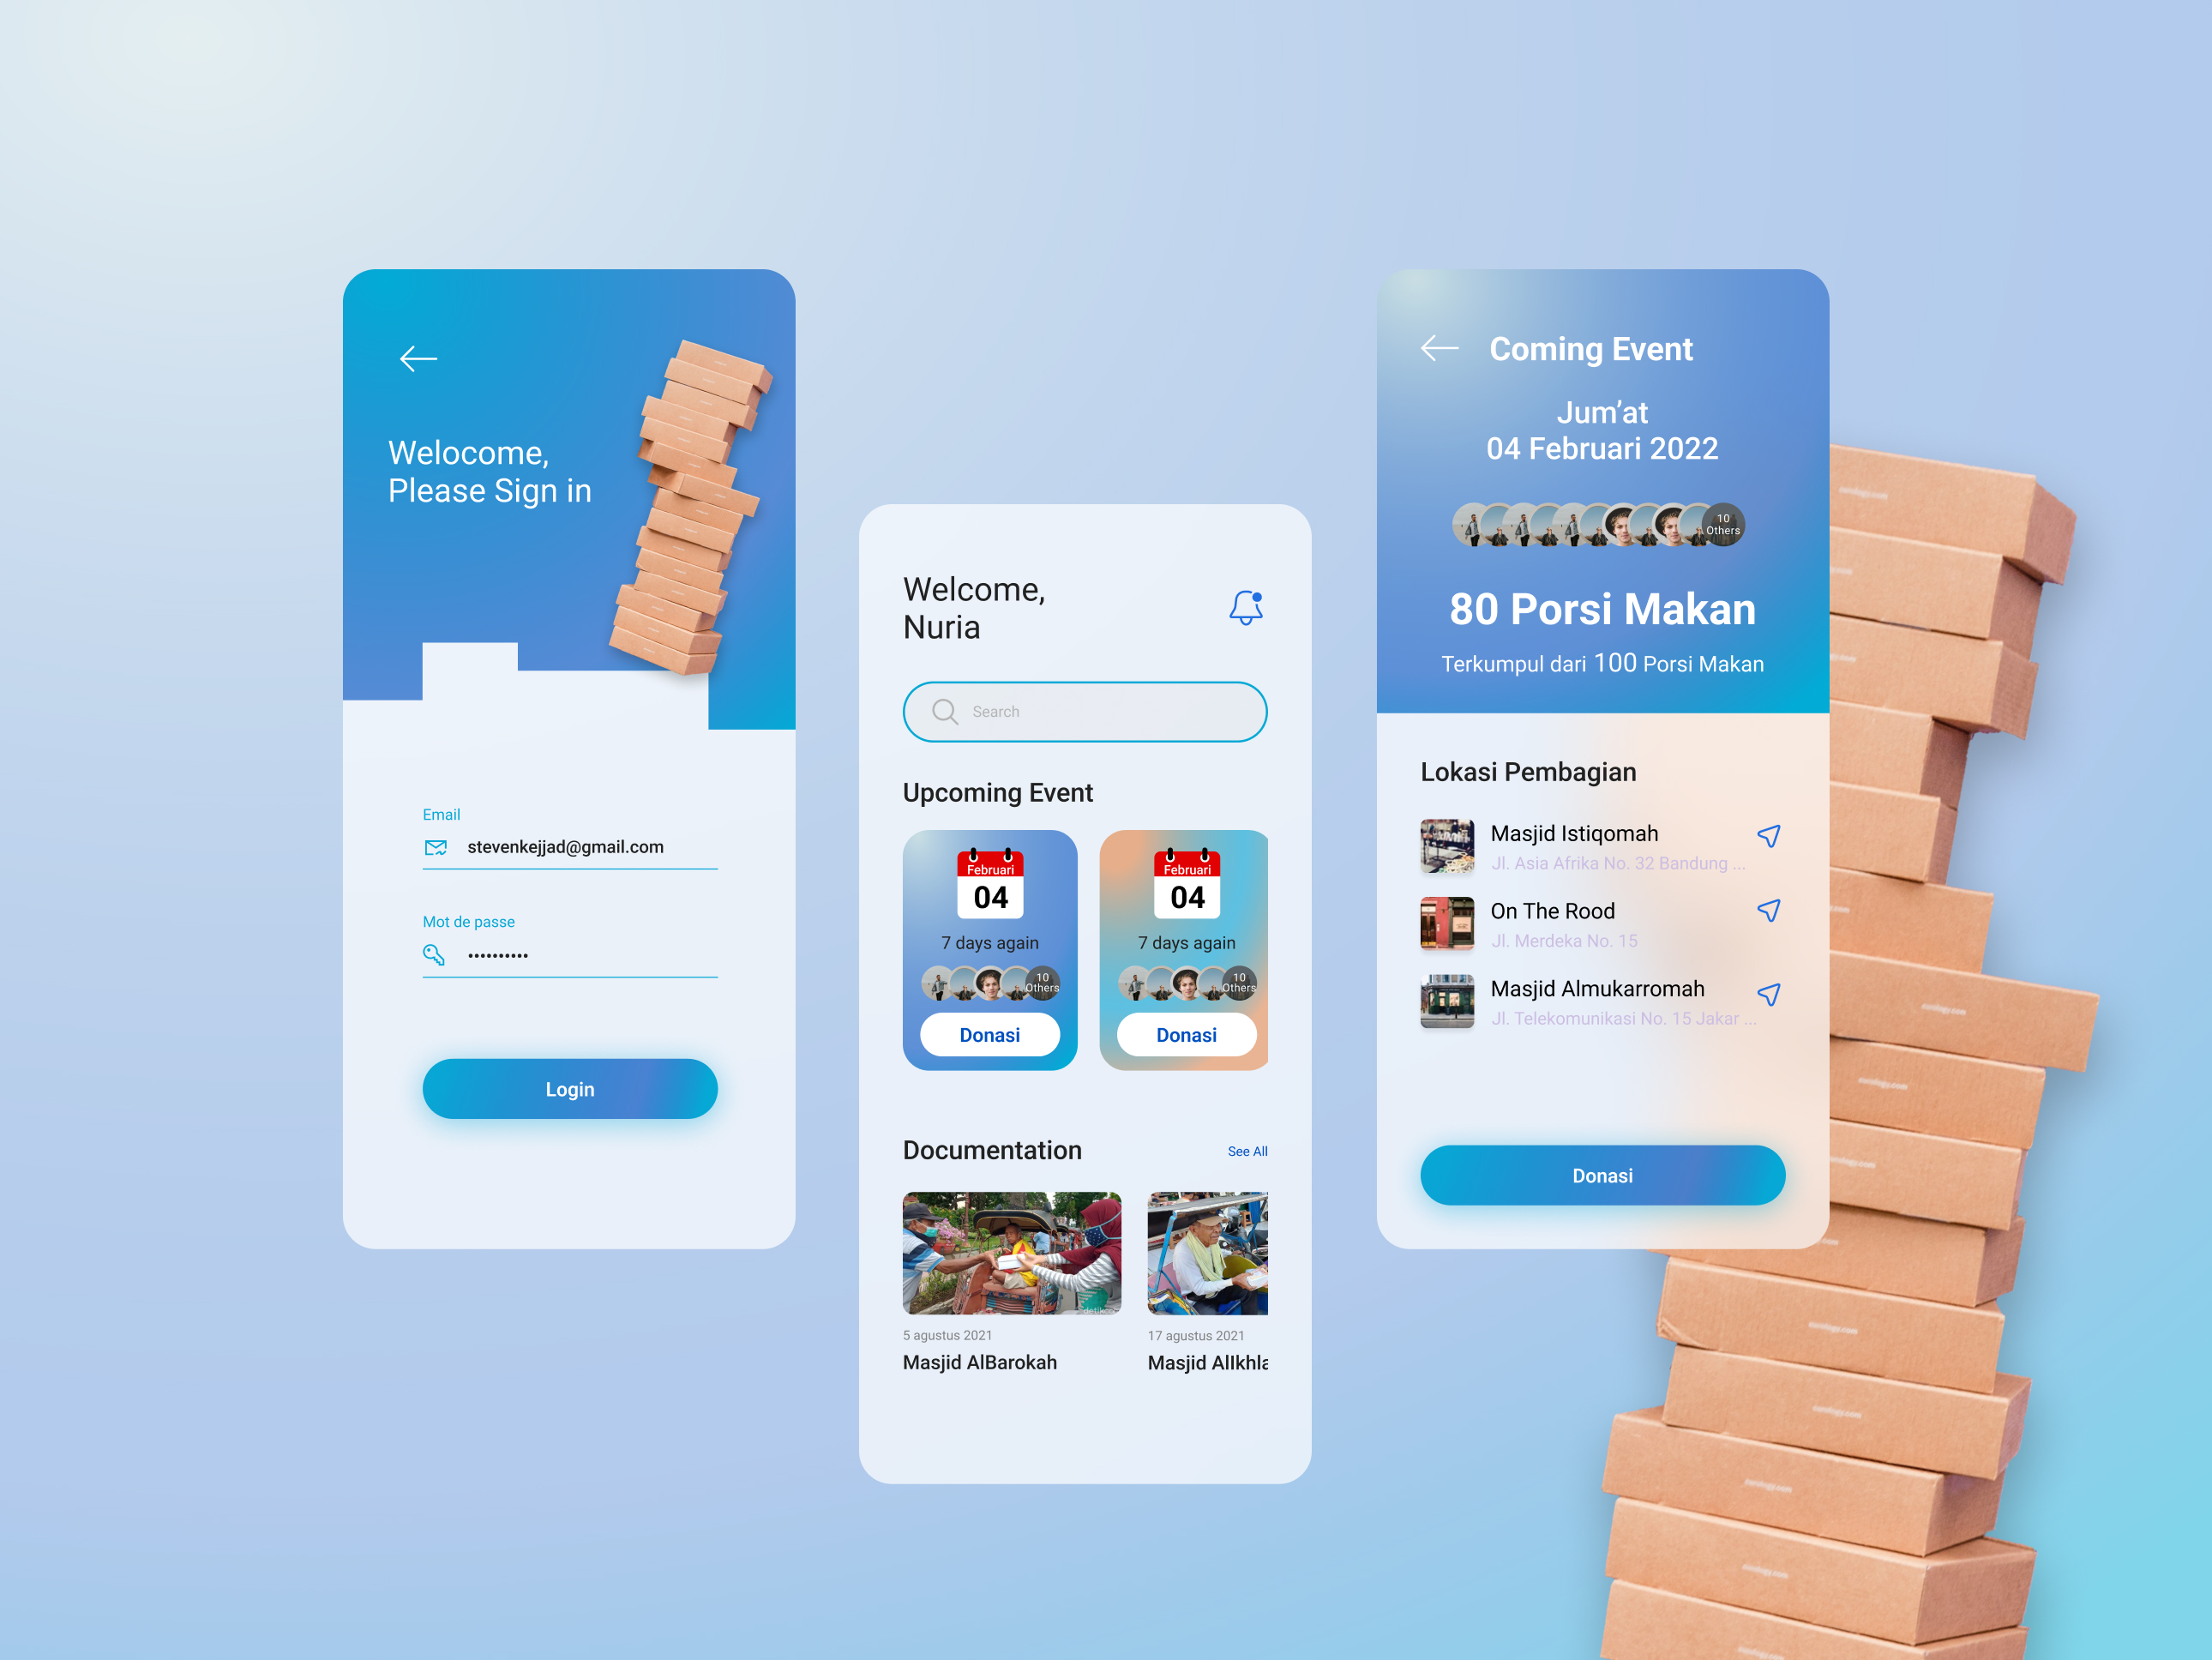 Welocome,
Please Sign in
Email
stevenkejjad@gmail.com
Mot de passe
••••••••••
Login
Welcome,
Nuria
Search
Upcoming Event
Februari
04
7 days again
10
Others
Donasi
Februari
04
7 days again
10
Others
Donasi
Documentation
See All
detik
5 agustus 2021
Masjid AlBarokah
17 agustus 2021
Masjid AlIkhla
Coming Event
Jum’at
04 Februari 2022
10
Others
80 Porsi Makan
Terkumpul dari 100 Porsi Makan
Lokasi Pembagian
Masjid Istiqomah
Jl. Asia Afrika No. 32 Bandung ...
On The Rood
Jl. Merdeka No. 15
Masjid Almukarromah
Jl. Telekomunikasi No. 15 Jakar ...
Donasi